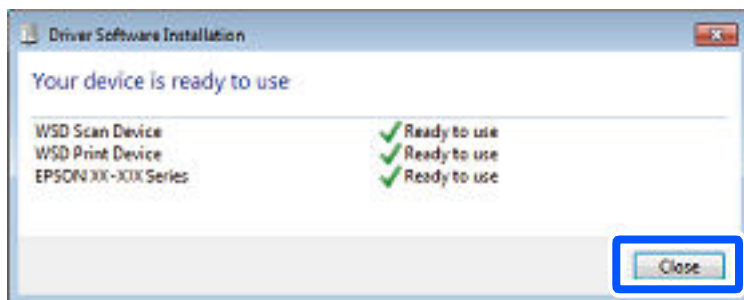 Driver Software Installation
Your device is ready to use
WSD Scan Device Ready to use
WSD Print Device Ready to use
EPSON XX-XXX Series Ready to use
Close